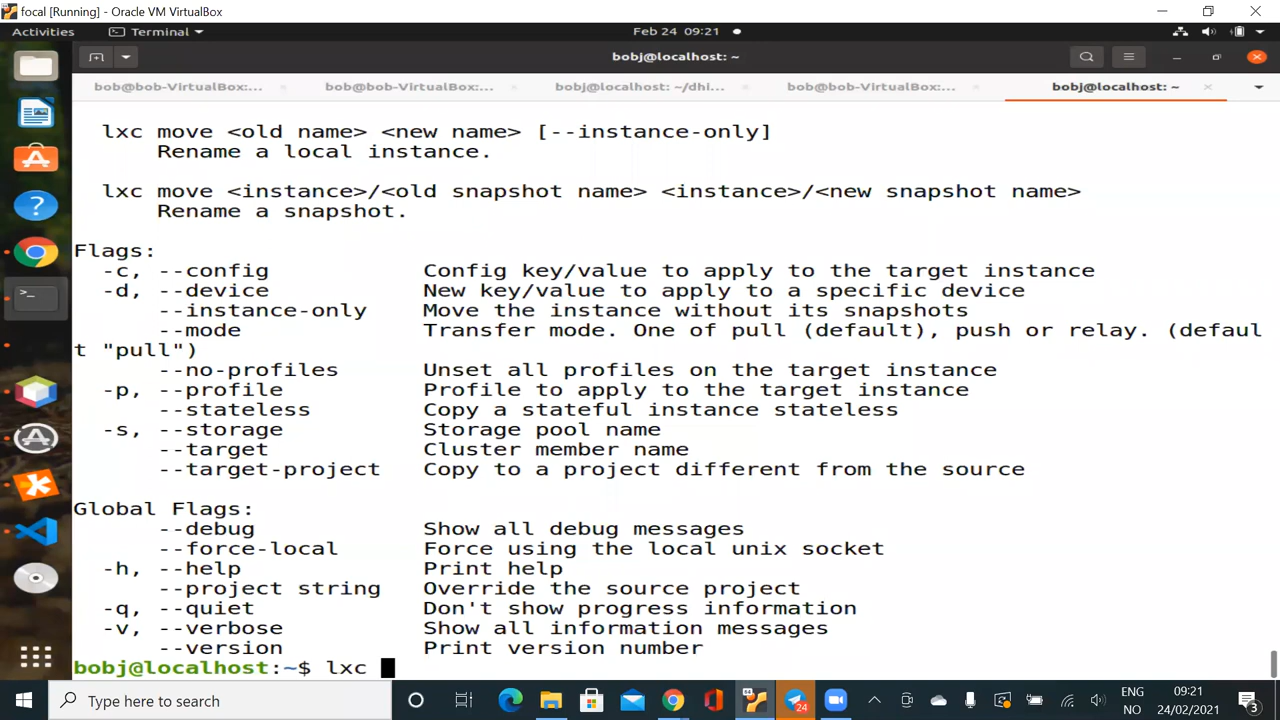 focal [Running] - Oracle VM VirtualBox
Activities Terminal Feb 24 09:21
bobj@localhost: ~
bob@bob-VirtualBox:... bob@bob-VirtualBox:... bobj@localhost: ~/dhi... bob@bob-VirtualBox:... bobj@localhost: ~
lxc move <old name> <new name> [--instance-only]
Rename a local instance.
lxc move <instance>/<old snapshot name> <instance>/<new snapshot name>
Rename a snapshot.
Flags:
-c, --config Config key/value to apply to the target instance
-d, --device New key/value to apply to a specific device
--instance-only Move the instance without its snapshots
--mode Transfer mode. One of pull (default), push or relay. (defaul
t "pull")
--no-profiles Unset all profiles on the target instance
-p, --profile Profile to apply to the target instance
--stateless Copy a stateful instance stateless
-s, --storage Storage pool name
--target Cluster member name
--target-project Copy to a project different from the source
Global Flags:
--debug Show all debug messages
--force-local Force using the local unix socket
-h, --help Print help
--project string Override the source project
-q, --quiet Don't show progress information
-v, --verbose Show all information messages
--version Print version number
bobj@localhost:~$ lxc
Type here to search
24
ENG
NO
09:21
24/02/2021
3